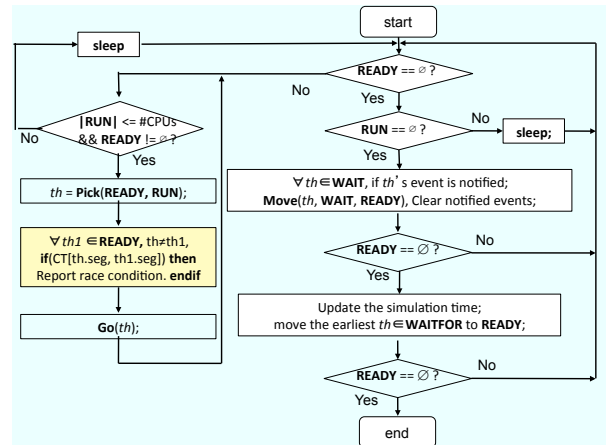 start
sleep
READY == ∅ ?
No
Yes
|RUN| <= #CPUs
&& READY != ∅ ?
No
Yes
RUN == ∅ ?
No
sleep;
Yes
th = Pick(READY, RUN);
∀ th∈WAIT, if th's event is notified;
Move(th, WAIT, READY), Clear notified events;
∀ th1 ∈READY, th≠th1,
if(CT[th.seg, th1.seg]) then
Report race condition. endif
READY == ∅ ?
No
Yes
Go(th);
Update the simulation time;
move the earliest th∈WAITFOR to READY;
READY == ∅ ?
No
Yes
end